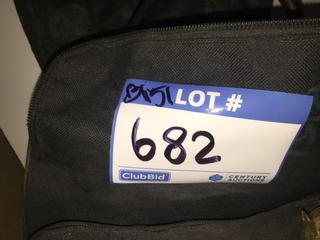 LOT #
682
ClubBid CENTURY AUCTIONS